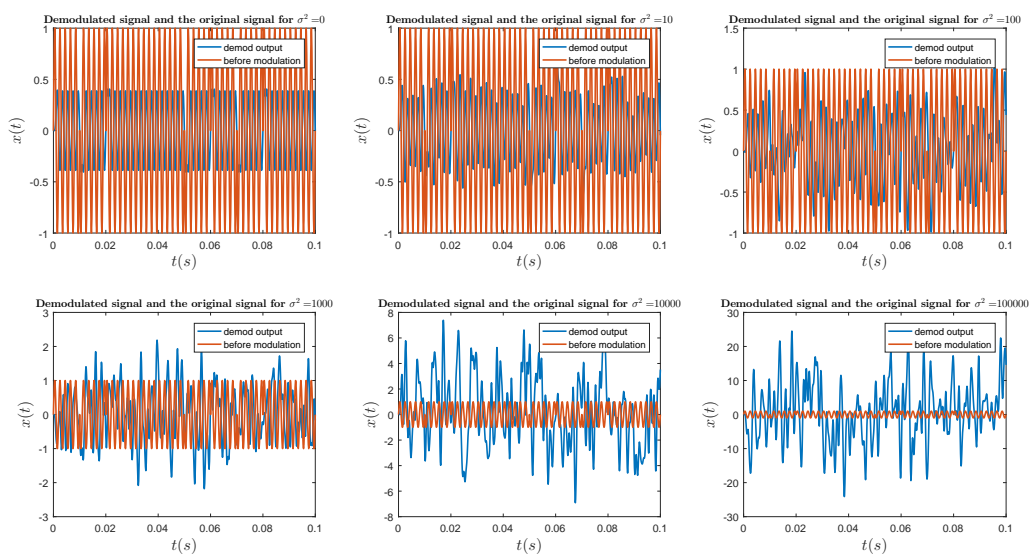 Demodulated signal and the original signal for σ² =0
1
0.5
0
-0.5
-1
x(t)
demod output
before modulation
0
0.02
0.04
0.06
0.08
0.1
t(s)
Demodulated signal and the original signal for σ² =10
1
0.5
0
-0.5
-1
x(t)
demod output
before modulation
0
0.02
0.04
0.06
0.08
0.1
t(s)
Demodulated signal and the original signal for σ² =100
1.5
1
0.5
0
-0.5
-1
x(t)
demod output
before modulation
0
0.02
0.04
0.06
0.08
0.1
t(s)
Demodulated signal and the original signal for σ² =1000
3
2
1
0
-1
-2
-3
x(t)
demod output
before modulation
0
0.02
0.04
0.06
0.08
0.1
t(s)
Demodulated signal and the original signal for σ² =10000
8
6
4
2
0
-2
-4
-6
-8
x(t)
demod output
before modulation
0
0.02
0.04
0.06
0.08
0.1
t(s)
Demodulated signal and the original signal for σ² =100000
30
20
10
0
-10
-20
-30
x(t)
demod output
before modulation
0
0.02
0.04
0.06
0.08
0.1
t(s)